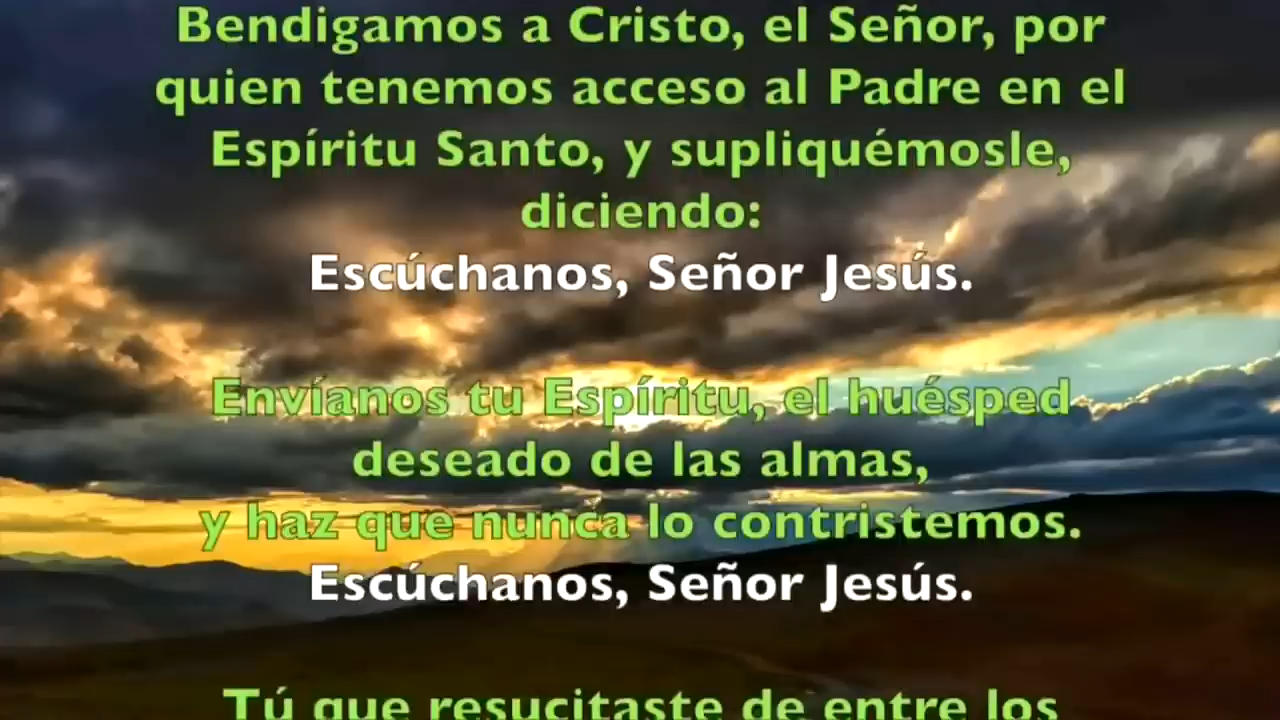 Bendigamos a Cristo, el Señor, por
quien tenemos acceso al Padre en el
Espíritu Santo, y supliquémosle,
diciendo:
Escúchanos, Señor Jesús.
Envíanos tu Espíritu, el huésped
deseado de las almas,
y haz que nunca lo contristemos.
Escúchanos, Señor Jesús.
Tú que resucitaste de entre los